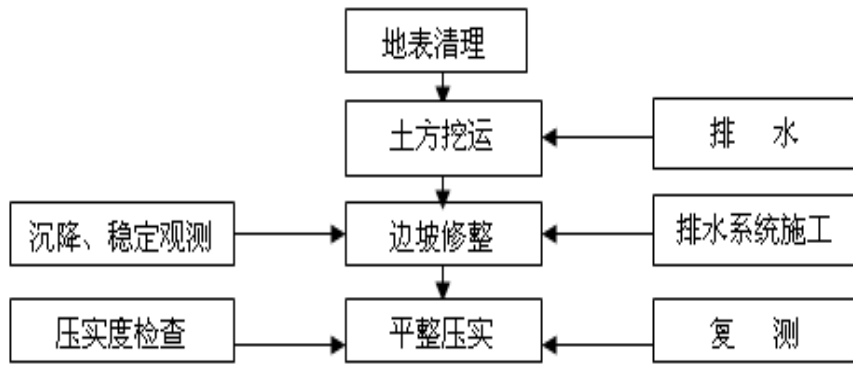 地表清理
土方挖运
排 水
沉降、稳定观测
边坡修整
排水系统施工
压实度检查
平整压实
复 测